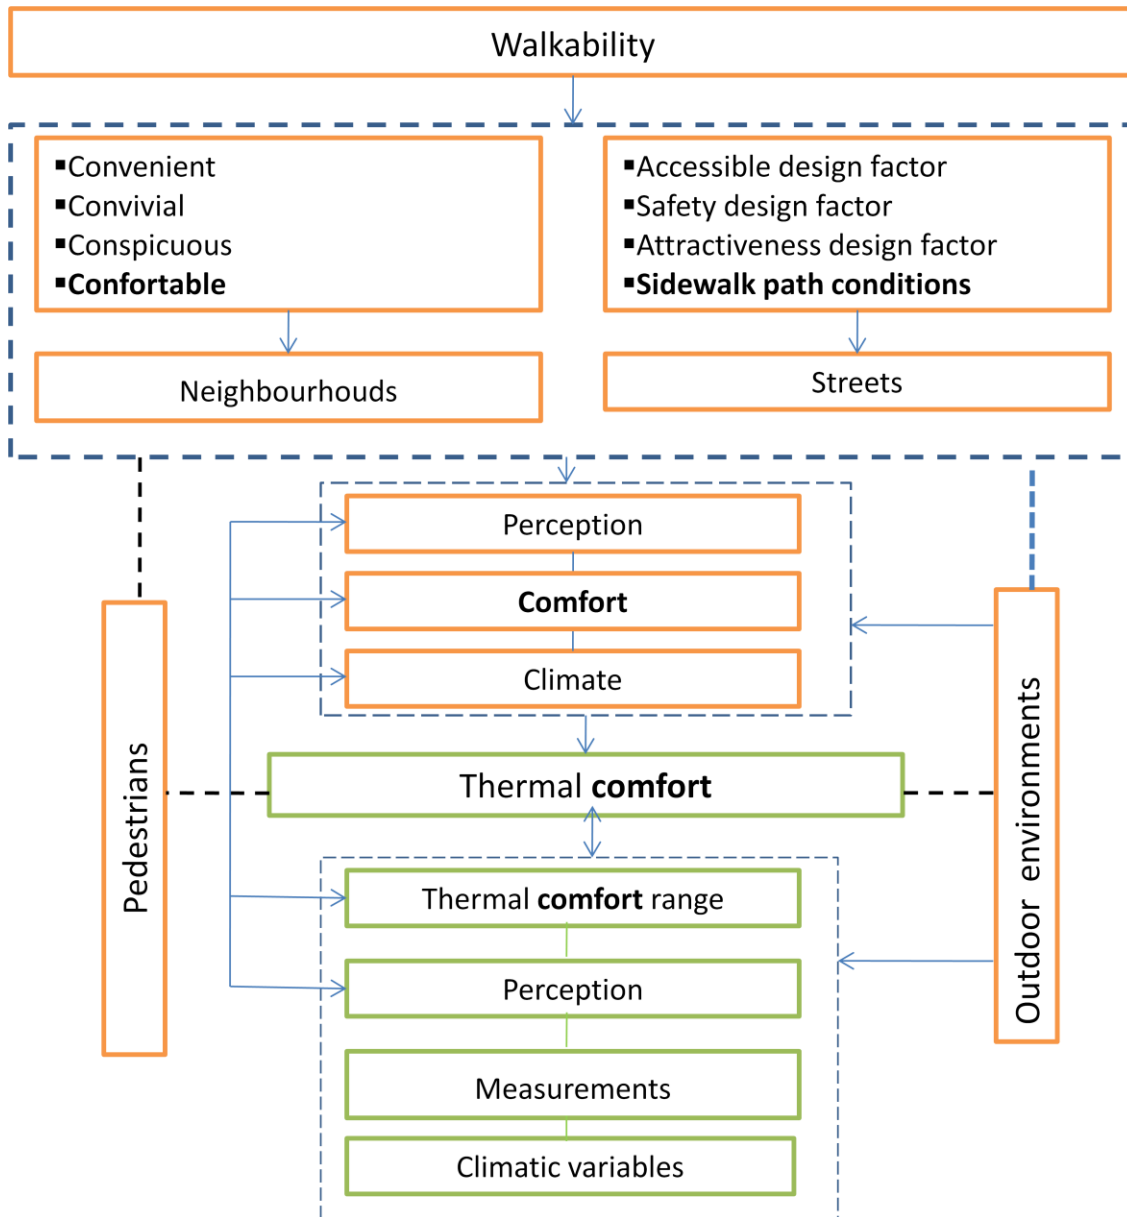 Walkability
▪Convenient
▪Convivial
▪Conspicuous
▪Confortable
▪Accessible design factor
▪Safety design factor
▪Attractiveness design factor
▪Sidewalk path conditions
Neighbourhouds
Streets
Perception
Comfort
Climate
Thermal comfort
Pedestrians
Outdoor environments
Thermal comfort range
Perception
Measurements
Climatic variables